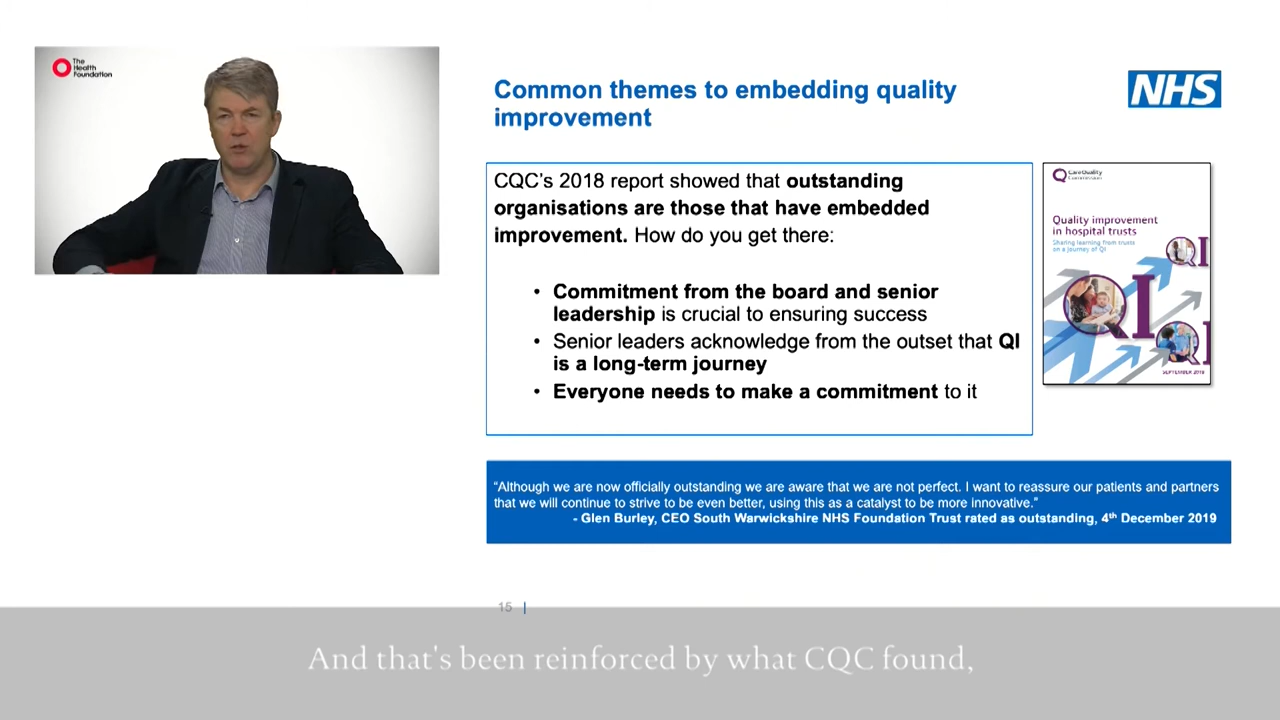 The
Health
Foundation
Common themes to embedding quality
improvement
NHS
CQC's 2018 report showed that outstanding
organisations are those that have embedded
improvement. How do you get there:
• Commitment from the board and senior
leadership is crucial to ensuring success
• Senior leaders acknowledge from the outset that QI
is a long-term journey
• Everyone needs to make a commitment to it
CareQuality
Commission
Quality improvement
in hospital trusts
Sharing learning from trusts
on a journey of QI
QI
QI
QI
SEPTEMBER 2018
“Although we are now officially outstanding we are aware that we are not perfect. I want to reassure our patients and partners
that we will continue to strive to be even better, using this as a catalyst to be more innovative.”
- Glen Burley, CEO South Warwickshire NHS Foundation Trust rated as outstanding, 4th December 2019
15 |
And that's been reinforced by what CQC found,